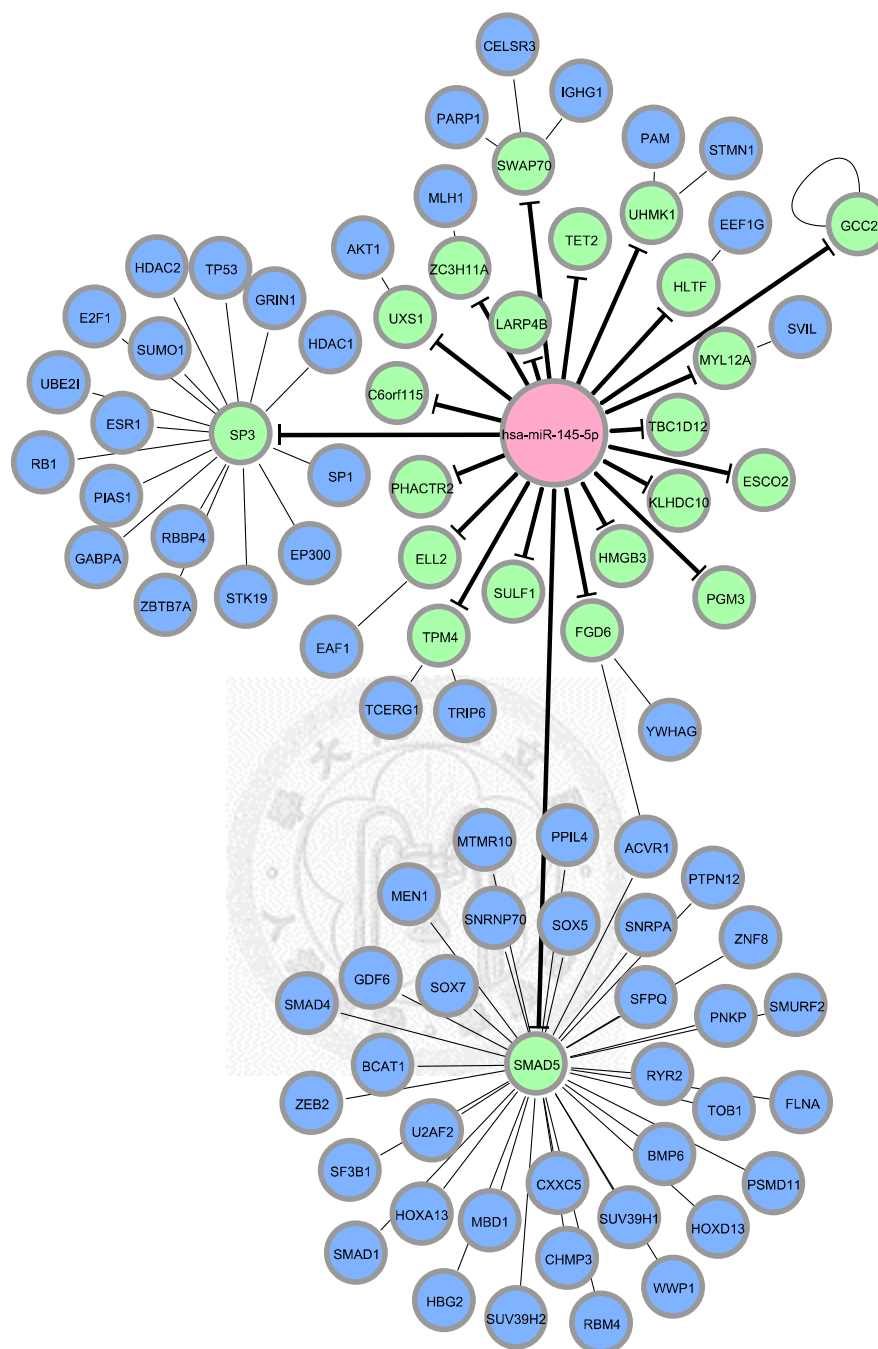 CELSR3
IGHG1
PARP1
PAM
STMN1
SWAP70
MLH1
UHMK1
EEF1G
GCC2
AKT1
ZC3H11A
TET2
HLTF
HDAC2
TP53
GRIN1
E2F1
SUMO1
HDAC1
UXS1
LARP4B
MYL12A
SVIL
UBE2I
ESR1
C6orf115
SP3
hsa-miR-145-5p
TBC1D12
RB1
PIAS1
SP1
PHACTR2
KLHDC10
ESCO2
GABPA
RBBP4
EP300
ELL2
HMGB3
ZBTB7A
STK19
SULF1
PGM3
EAF1
TPM4
FGD6
TCERG1
TRIP6
YWHAG
MTMR10
PPIL4
ACVR1
PTPN12
MEN1
SNRNP70
SOX5
SNRPA
ZNF8
GDF6
SOX7
SFPQ
SMAD4
PNKP
SMURF2
BCAT1
SMAD5
RYR2
ZEB2
TOB1
FLNA
U2AF2
SF3B1
BMP6
CXXC5
PSMD11
HOXA13
MBD1
SUV39H1
HOXD13
SMAD1
CHMP3
HBG2
WWP1
SUV39H2
RBM4